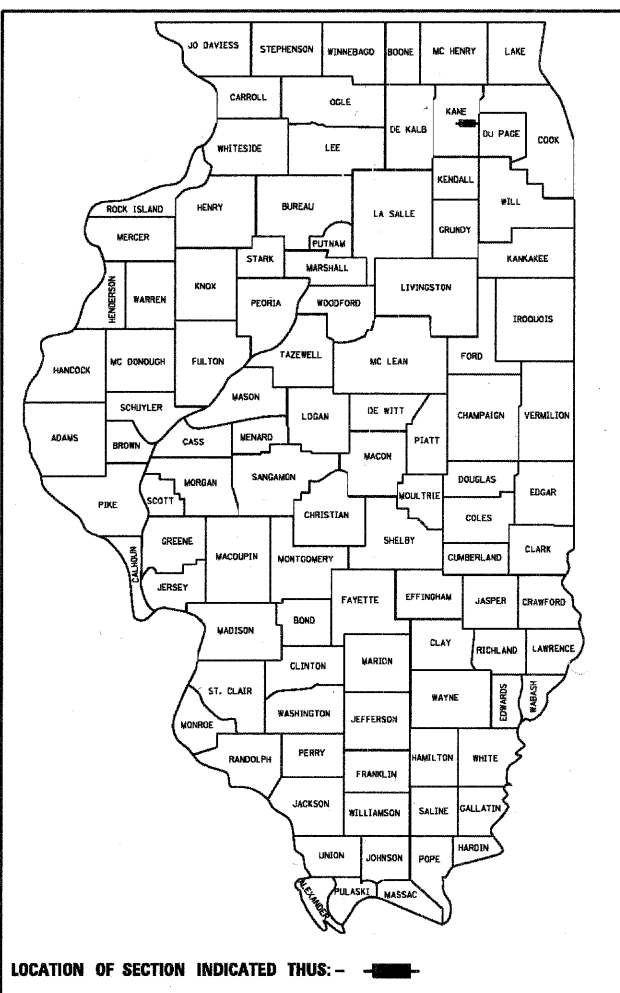 JO DAVIESS
STEPHENSON
WINNEBAGO
BOONE
MC HENRY
LAKE
CARROLL
OGLE
KANE
DE KALB
DU PAGE
COOK
WHITESIDE
LEE
KENDALL
ROCK ISLAND
HENRY
BUREAU
LA SALLE
WILL
MERCER
PUTNAM
GRUNDY
STARK
MARSHALL
KANKAKEE
HENDERSON
WARREN
KNOX
PEORIA
WOODFORD
LIVINGSTON
IROQUOIS
HANCOCK
MC DONOUGH
FULTON
TAZEWELL
MC LEAN
FORD
SCHUYLER
MASON
LOGAN
DE WITT
CHAMPAIGN
VERMILION
ADAMS
BROWN
CASS
MENARD
MACON
PIATT
MORGAN
SANGAMON
DOUGLAS
EDGAR
PIKE
SCOTT
CHRISTIAN
MOULTRIE
COLES
CALHOUN
GREENE
MACOUPIN
MONTGOMERY
SHELBY
CUMBERLAND
CLARK
JERSEY
FAYETTE
EFFINGHAM
JASPER
CRAWFORD
MADISON
BOND
CLAY
RICHLAND
LAWRENCE
CLINTON
MARION
ST. CLAIR
WAYNE
EDWARDS
WABASH
MONROE
WASHINGTON
JEFFERSON
RANDOLPH
PERRY
HAMILTON
WHITE
FRANKLIN
JACKSON
WILLIAMSON
SALINE
GALLATIN
UNION
JOHNSON
POPE
HARDIN
ALEXANDER
PULASKI
MASSAC
LOCATION OF SECTION INDICATED THUS: -